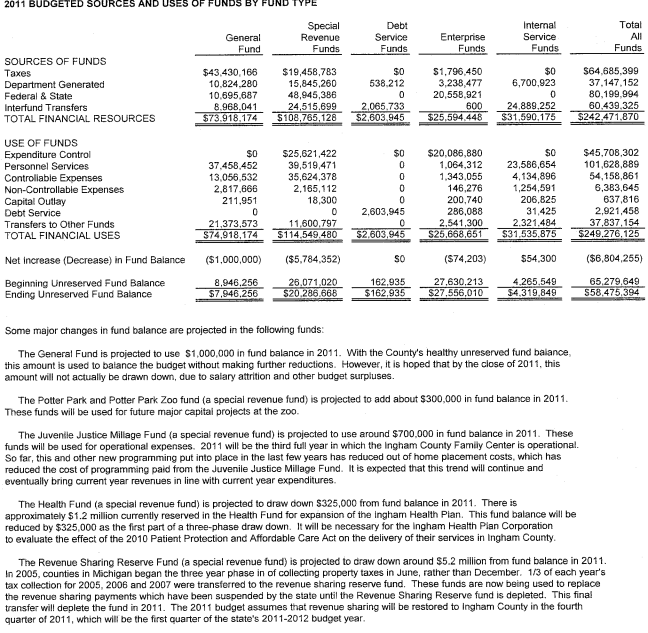 2011 BUDGETED SOURCES AND USES OF FUNDS BY FUND TYPE
Special Debt Internal Total
General Revenue Service Enterprise Service All
Fund Funds Funds Funds Funds Funds
SOURCES OF FUNDS
Taxes $43,430,166 $19,458,783 $0 $1,796,450 $0 $64,685,399
Department Generated 10,824,280 15,845,260 538,212 3,238,477 6,700,923 37,147,152
Federal & State 10,695,687 48,945,386 0 20,558,921 0 80,199,994
Interfund Transfers 8,968,041 24,515,699 2,065,733 600 24,889,252 60,439,325
TOTAL FINANCIAL RESOURCES $73,918,174 $108,765,128 $2,603,945 $25,594,448 $31,590,175 $242,471,870
USE OF FUNDS
Expenditure Control $0 $25,621,422 $0 $20,086,880 $0 $45,708,302
Personnel Services 37,458,452 39,519,471 0 1,064,312 23,586,654 101,628,889
Controllable Expenses 13,056,532 35,624,378 0 1,343,055 4,134,896 54,158,861
Non-Controllable Expenses 2,817,666 2,165,112 0 146,276 1,254,591 6,383,645
Capital Outlay 211,951 18,300 0 200,740 206,825 637,816
Debt Service 0 0 2,603,945 286,088 31,425 2,921,458
Transfers to Other Funds 21,373,573 11,600,797 0 2,541,300 2,321,484 37,837,154
TOTAL FINANCIAL USES $74,918,174 $114,549,480 $2,603,945 $25,668,651 $31,535,875 $249,276,125
Net Increase (Decrease) in Fund Balance ($1,000,000) ($5,784,352) $0 ($74,203) $54,300 ($6,804,255)
Beginning Unreserved Fund Balance 8,946,256 26,071,020 162,935 27,630,213 4,265,549 65,279,649
Ending Unreserved Fund Balance $7,946,256 $20,286,668 $162,935 $27,556,010 $4,319,849 $58,475,394
Some major changes in fund balance are projected in the following funds:
The General Fund is projected to use $1,000,000 in fund balance in 2011. With the County's healthy unreserved fund balance,
this amount is used to balance the budget without making further reductions. However, it is hoped that by the close of 2011, this
amount will not actually be drawn down, due to salary attrition and other budget surpluses.
The Potter Park and Potter Park Zoo fund (a special revenue fund) is projected to add about $300,000 in fund balance in 2011.
These funds will be used for future major capital projects at the zoo.
The Juvenile Justice Millage Fund (a special revenue fund) is projected to use around $700,000 in fund balance in 2011. These
funds will be used for operational expenses. 2011 will be the third full year in which the Ingham County Family Center is operational.
So far, this and other new programming put into place in the last few years has reduced out of home placement costs, which has
reduced the cost of programming paid from the Juvenile Justice Millage Fund. It is expected that this trend will continue and
eventually bring current year revenues in line with current year expenditures.
The Health Fund (a special revenue fund) is projected to draw down $325,000 from fund balance in 2011. There is
approximately $1.2 million currently reserved in the Health Fund for expansion of the Ingham Health Plan. This fund balance will be
reduced by $325,000 as the first part of a three-phase draw down. It will be necessary for the Ingham Health Plan Corporation
to evaluate the effect of the 2010 Patient Protection and Affordable Care Act on the delivery of their services in Ingham County.
The Revenue Sharing Reserve Fund (a special revenue fund) is projected to draw down around $5.2 million from fund balance in 2011.
In 2005, counties in Michigan began the three year phase in of collecting property taxes in June, rather than December. 1/3 of each year's
tax collection for 2005, 2006 and 2007 were transferred to the revenue sharing reserve fund. These funds are now being used to replace
the revenue sharing payments which have been suspended by the state until the Revenue Sharing Reserve fund is depleted. This final
transfer will deplete the fund in 2011. The 2011 budget assumes that revenue sharing will be restored to Ingham County in the fourth
quarter of 2011, which will be the first quarter of the state's 2011-2012 budget year.